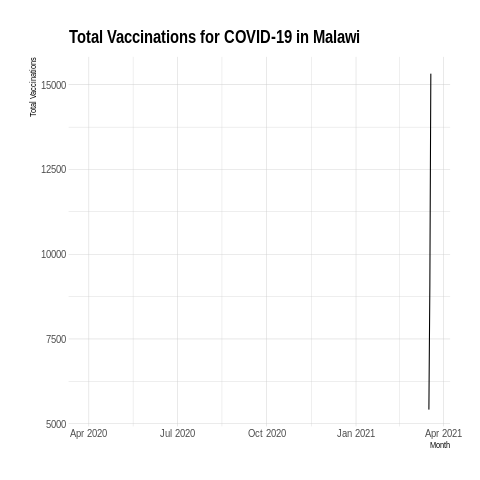 Total Vaccinations for COVID-19 in Malawi
Total Vaccinations
15000
12500
10000
7500
5000
Apr 2020 Jul 2020 Oct 2020 Jan 2021 Apr 2021
Month